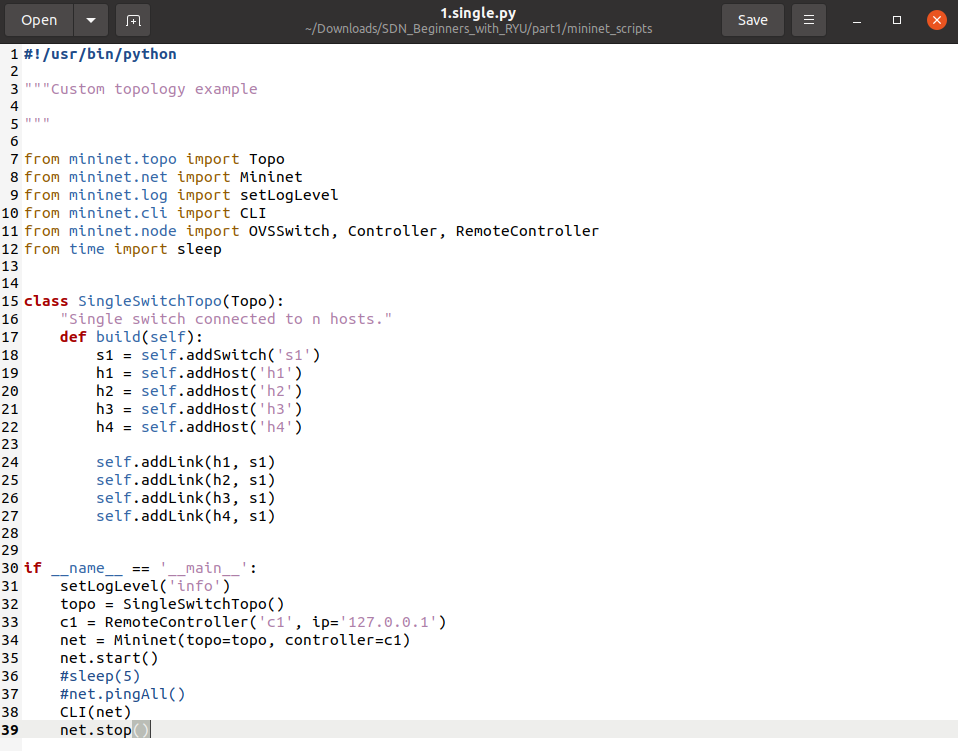 Open
1.single.py
~/Downloads/SDN_Beginners_with_RYU/part1/mininet_scripts
Save
1 #!/usr/bin/python
2
3 """Custom topology example
4
5 """
6
7 from mininet.topo import Topo
8 from mininet.net import Mininet
9 from mininet.log import setLogLevel
10 from mininet.cli import CLI
11 from mininet.node import OVSSwitch, Controller, RemoteController
12 from time import sleep
13
14
15 class SingleSwitchTopo(Topo):
16     "Single switch connected to n hosts."
17     def build(self):
18         s1 = self.addSwitch('s1')
19         h1 = self.addHost('h1')
20         h2 = self.addHost('h2')
21         h3 = self.addHost('h3')
22         h4 = self.addHost('h4')
23
24         self.addLink(h1, s1)
25         self.addLink(h2, s1)
26         self.addLink(h3, s1)
27         self.addLink(h4, s1)
28
29
30 if __name__ == '__main__':
31     setLogLevel('info')
32     topo = SingleSwitchTopo()
33     c1 = RemoteController('c1', ip='127.0.0.1')
34     net = Mininet(topo=topo, controller=c1)
35     net.start()
36     #sleep(5)
37     #net.pingAll()
38     CLI(net)
39     net.stop()